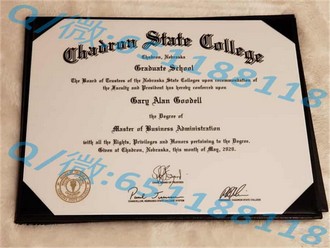 Chadron State College
Chadron, Nebraska
Graduate School
The Board of Trustees of the Nebraska State Colleges upon recommendation of
the Faculty and President has hereby conferred upon
Gary Alan Goodell
the Degree of
Master of Business Administration
with all the Rights, Privileges and Honors pertaining to the Degree.
Given at Chadron, Nebraska, this month of May, 2020.
Q/微: